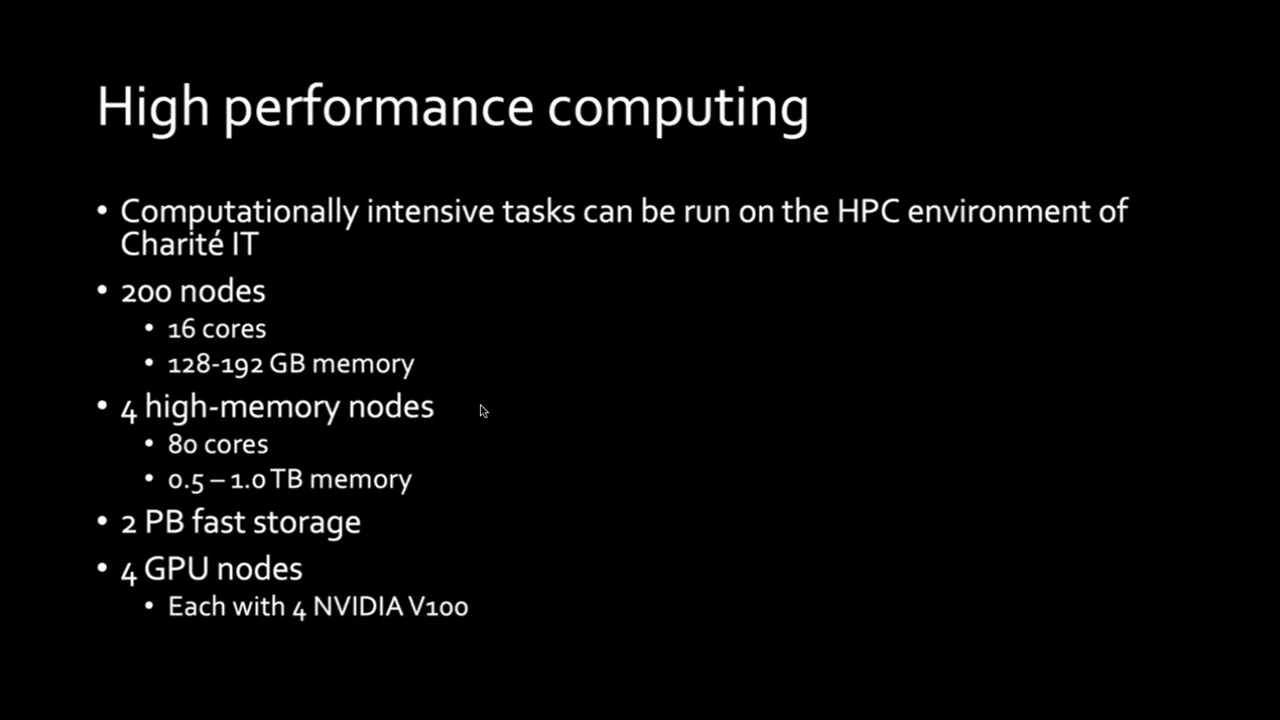 High performance computing
• Computationally intensive tasks can be run on the HPC environment of
Charité IT
• 200 nodes
• 16 cores
• 128-192 GB memory
• 4 high-memory nodes
• 80 cores
• 0.5 – 1.0 TB memory
• 2 PB fast storage
• 4 GPU nodes
• Each with 4 NVIDIA V100